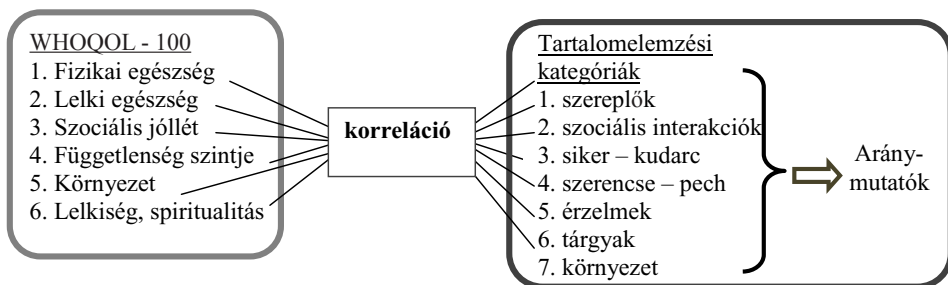 WHOQOL - 100
1. Fizikai egészség
2. Lelki egészség
3. Szociális jóllét
4. Függetlenség szintje
5. Környezet
6. Lelkiség, spiritualitás
korreláció
Tartalomelemzési
kategóriák
1. szereplők
2. szociális interakciók
3. siker – kudarc
4. szerencse – pech
5. érzelmek
6. tárgyak
7. környezet
Arány-
mutatók